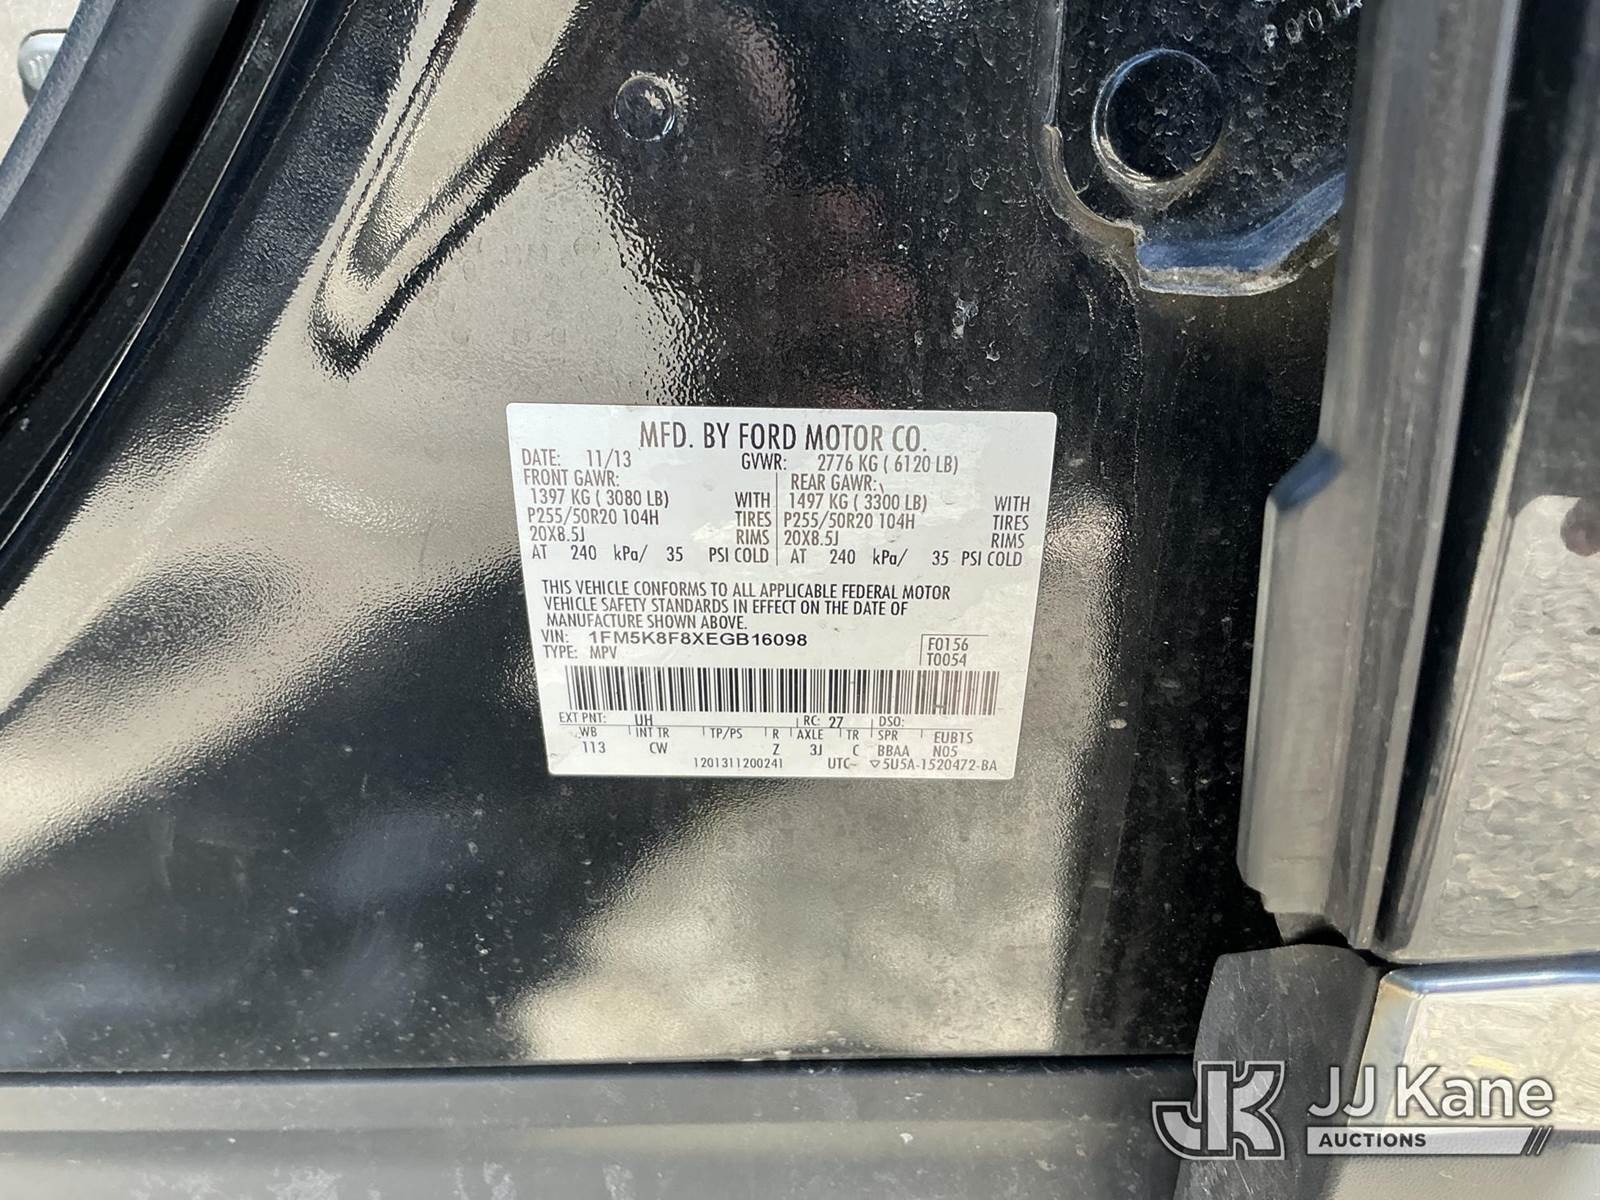 MFD. BY FORD MOTOR CO.
DATE: 11/13 GVWR: 2776 KG ( 6120 LB)
FRONT GAWR: REAR GAWR:
1397 KG ( 3080 LB) WITH 1497 KG ( 3300 LB) WITH
P255/50R20 104H TIRES P255/50R20 104H TIRES
20X8.5J RIMS 20X8.5J RIMS
AT 240 kPa/ 35 PSI COLD AT 240 kPa/ 35 PSI COLD
THIS VEHICLE CONFORMS TO ALL APPLICABLE FEDERAL MOTOR
VEHICLE SAFETY STANDARDS IN EFFECT ON THE DATE OF
MANUFACTURE SHOWN ABOVE.
VIN: 1FM5K8F8XEGB16098 F0156
TYPE: MPV T0054
EXT PNT: UH RC: 27 DSO:
WB INT TR TP/PS R AXLE TR SPR EUB1S
113 CW Z 3J C BBAA N05
1201311200241 UTC- ▽5U5A-1520472-BA
JK JJ Kane
AUCTIONS